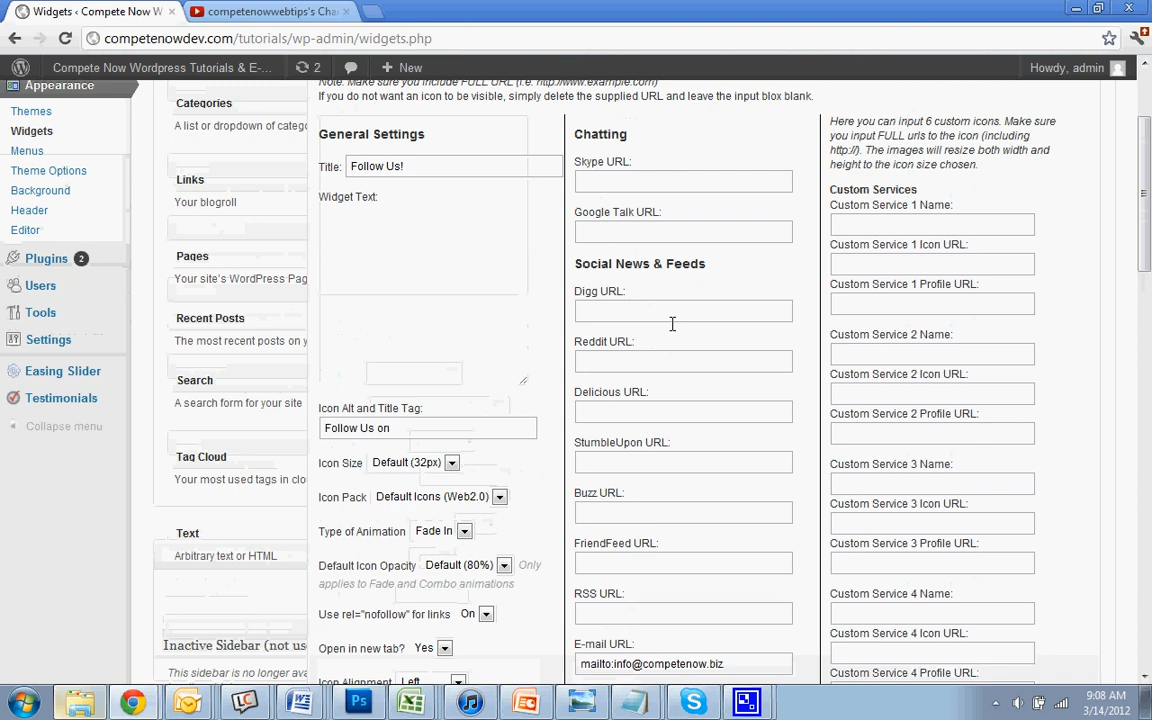 Widgets ‹ Compete Now W
competenowwebtips's Cha
competenowdev.com/tutorials/wp-admin/widgets.php
Compete Now Wordpress Tutorials & E-...
2
New
Howdy, admin
Appearance
Themes
Widgets
Menus
Theme Options
Background
Header
Editor
Plugins 2
Users
Tools
Settings
Easing Slider
Testimonials
Collapse menu
Categories
A list or dropdown of catego
Links
Your blogroll
Pages
Your site's WordPress Pag
Recent Posts
The most recent posts on y
Search
A search form for your site
Tag Cloud
Your most used tags in clo
Text
Arbitrary text or HTML
Inactive Sidebar (not us
This sidebar is no longer ava
Note: Make sure you include FULL URL (i.e. http://www.example.com)
If you do not want an icon to be visible, simply delete the supplied URL and leave the input blox blank.
General Settings
Title: Follow Us!
Widget Text:
Icon Alt and Title Tag:
Follow Us on
Icon Size Default (32px)
Icon Pack Default Icons (Web2.0)
Type of Animation Fade In
Default Icon Opacity Default (80%) Only
applies to Fade and Combo animations
Use rel="nofollow" for links On
Open in new tab? Yes
Icon Alignment Left
Chatting
Skype URL:
Google Talk URL:
Social News & Feeds
Digg URL:
Reddit URL:
Delicious URL:
StumbleUpon URL:
Buzz URL:
FriendFeed URL:
RSS URL:
E-mail URL:
mailto:info@competenow.biz
Here you can input 6 custom icons. Make sure
you input FULL urls to the icon (including
http://). The images will resize both width and
height to the icon size chosen.
Custom Services
Custom Service 1 Name:
Custom Service 1 Icon URL:
Custom Service 1 Profile URL:
Custom Service 2 Name:
Custom Service 2 Icon URL:
Custom Service 2 Profile URL:
Custom Service 3 Name:
Custom Service 3 Icon URL:
Custom Service 3 Profile URL:
Custom Service 4 Name:
Custom Service 4 Icon URL:
Custom Service 4 Profile URL:
9:08 AM
3/14/2012